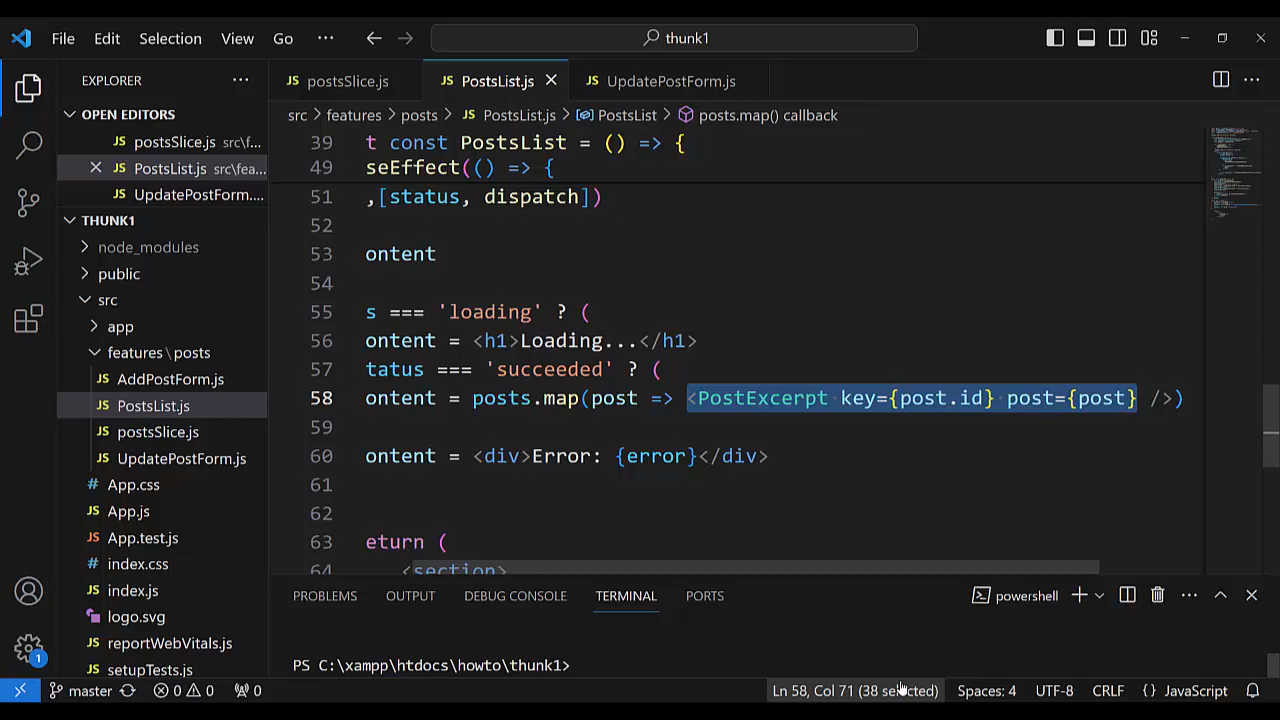 File Edit Selection View Go ··· thunk1
EXPLORER ···
OPEN EDITORS
JS postsSlice.js src\f...
JS PostsList.js src\fea...
JS UpdatePostForm....
THUNK1
node_modules
public
src
app
features\posts
JS AddPostForm.js
JS PostsList.js
JS postsSlice.js
JS UpdatePostForm.js
# App.css
JS App.js
JS App.test.js
# index.css
JS index.js
logo.svg
JS reportWebVitals.js
JS setupTests.js
JS postsSlice.js JS PostsList.js JS UpdatePostForm.js ···
src > features > posts > JS PostsList.js > PostsList > posts.map() callback
39 t const PostsList = () => {
49 seEffect(() => {
51 ,[status, dispatch])
52
53 ontent
54
55 s === 'loading' ? (
56 ontent = <h1>Loading...</h1>
57 tatus === 'succeeded' ? (
58 ontent = posts.map(post => <PostExcerpt key={post.id} post={post} />)
59
60 ontent = <div>Error: {error}</div>
61
62
63 eturn (
64 <section>
PROBLEMS OUTPUT DEBUG CONSOLE TERMINAL PORTS powershell ···
PS C:\xampp\htdocs\howto\thunk1>
1
master 0 0 0 Ln 58, Col 71 (38 selected) Spaces: 4 UTF-8 CRLF {} JavaScript